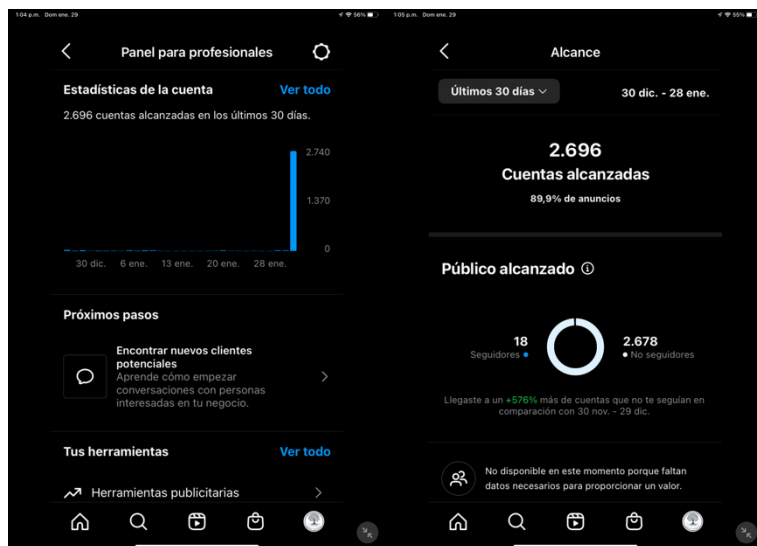 1:04 p.m. Dom ene. 29
56%
Panel para profesionales
Estadísticas de la cuenta
Ver todo
2.696 cuentas alcanzadas en los últimos 30 días.
2.740
1.370
0
30 dic.
6 ene.
13 ene.
20 ene.
28 ene.
Próximos pasos
Encontrar nuevos clientes
potenciales
Aprende cómo empezar
conversaciones con personas
interesadas en tu negocio.
Tus herramientas
Ver todo
Herramientas publicitarias
1:05 p.m. Dom ene. 29
55%
Alcance
Últimos 30 días
30 dic. - 28 ene.
2.696
Cuentas alcanzadas
89,9% de anuncios
Público alcanzado
18
Seguidores
2.678
No seguidores
Llegaste a un +576% más de cuentas que no te seguían en
comparación con 30 nov. - 29 dic.
No disponible en este momento porque faltan
datos necesarios para proporcionar un valor.